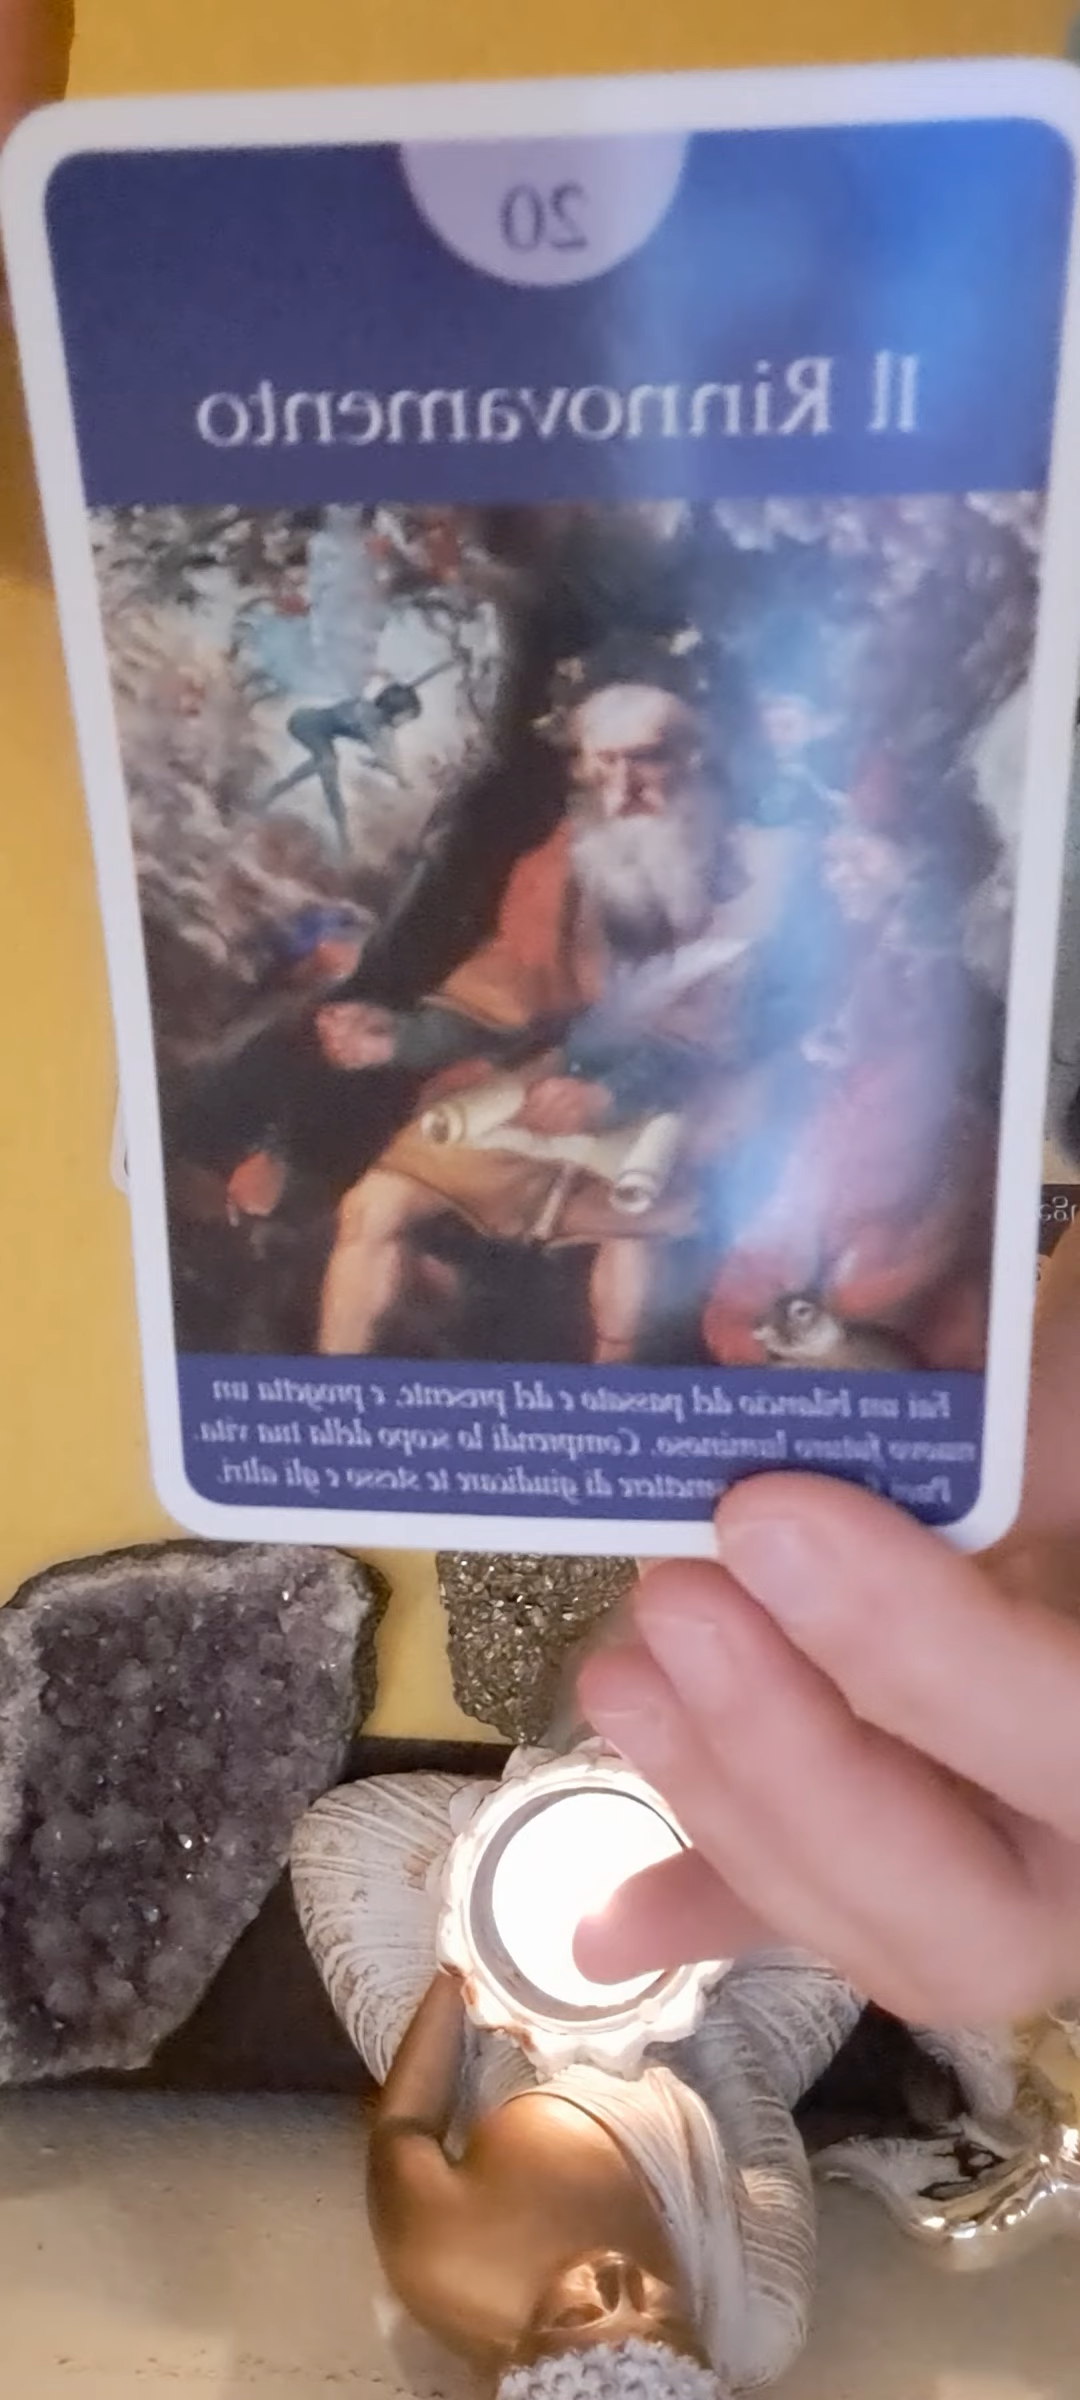 20
Il Rinnovamento
Fai un bilancio del passato e del presente, e progetta un
nuovo futuro luminoso. Comprendi lo scopo della tua vita.
Puoi smettere di giudicare te stesso e gli altri.